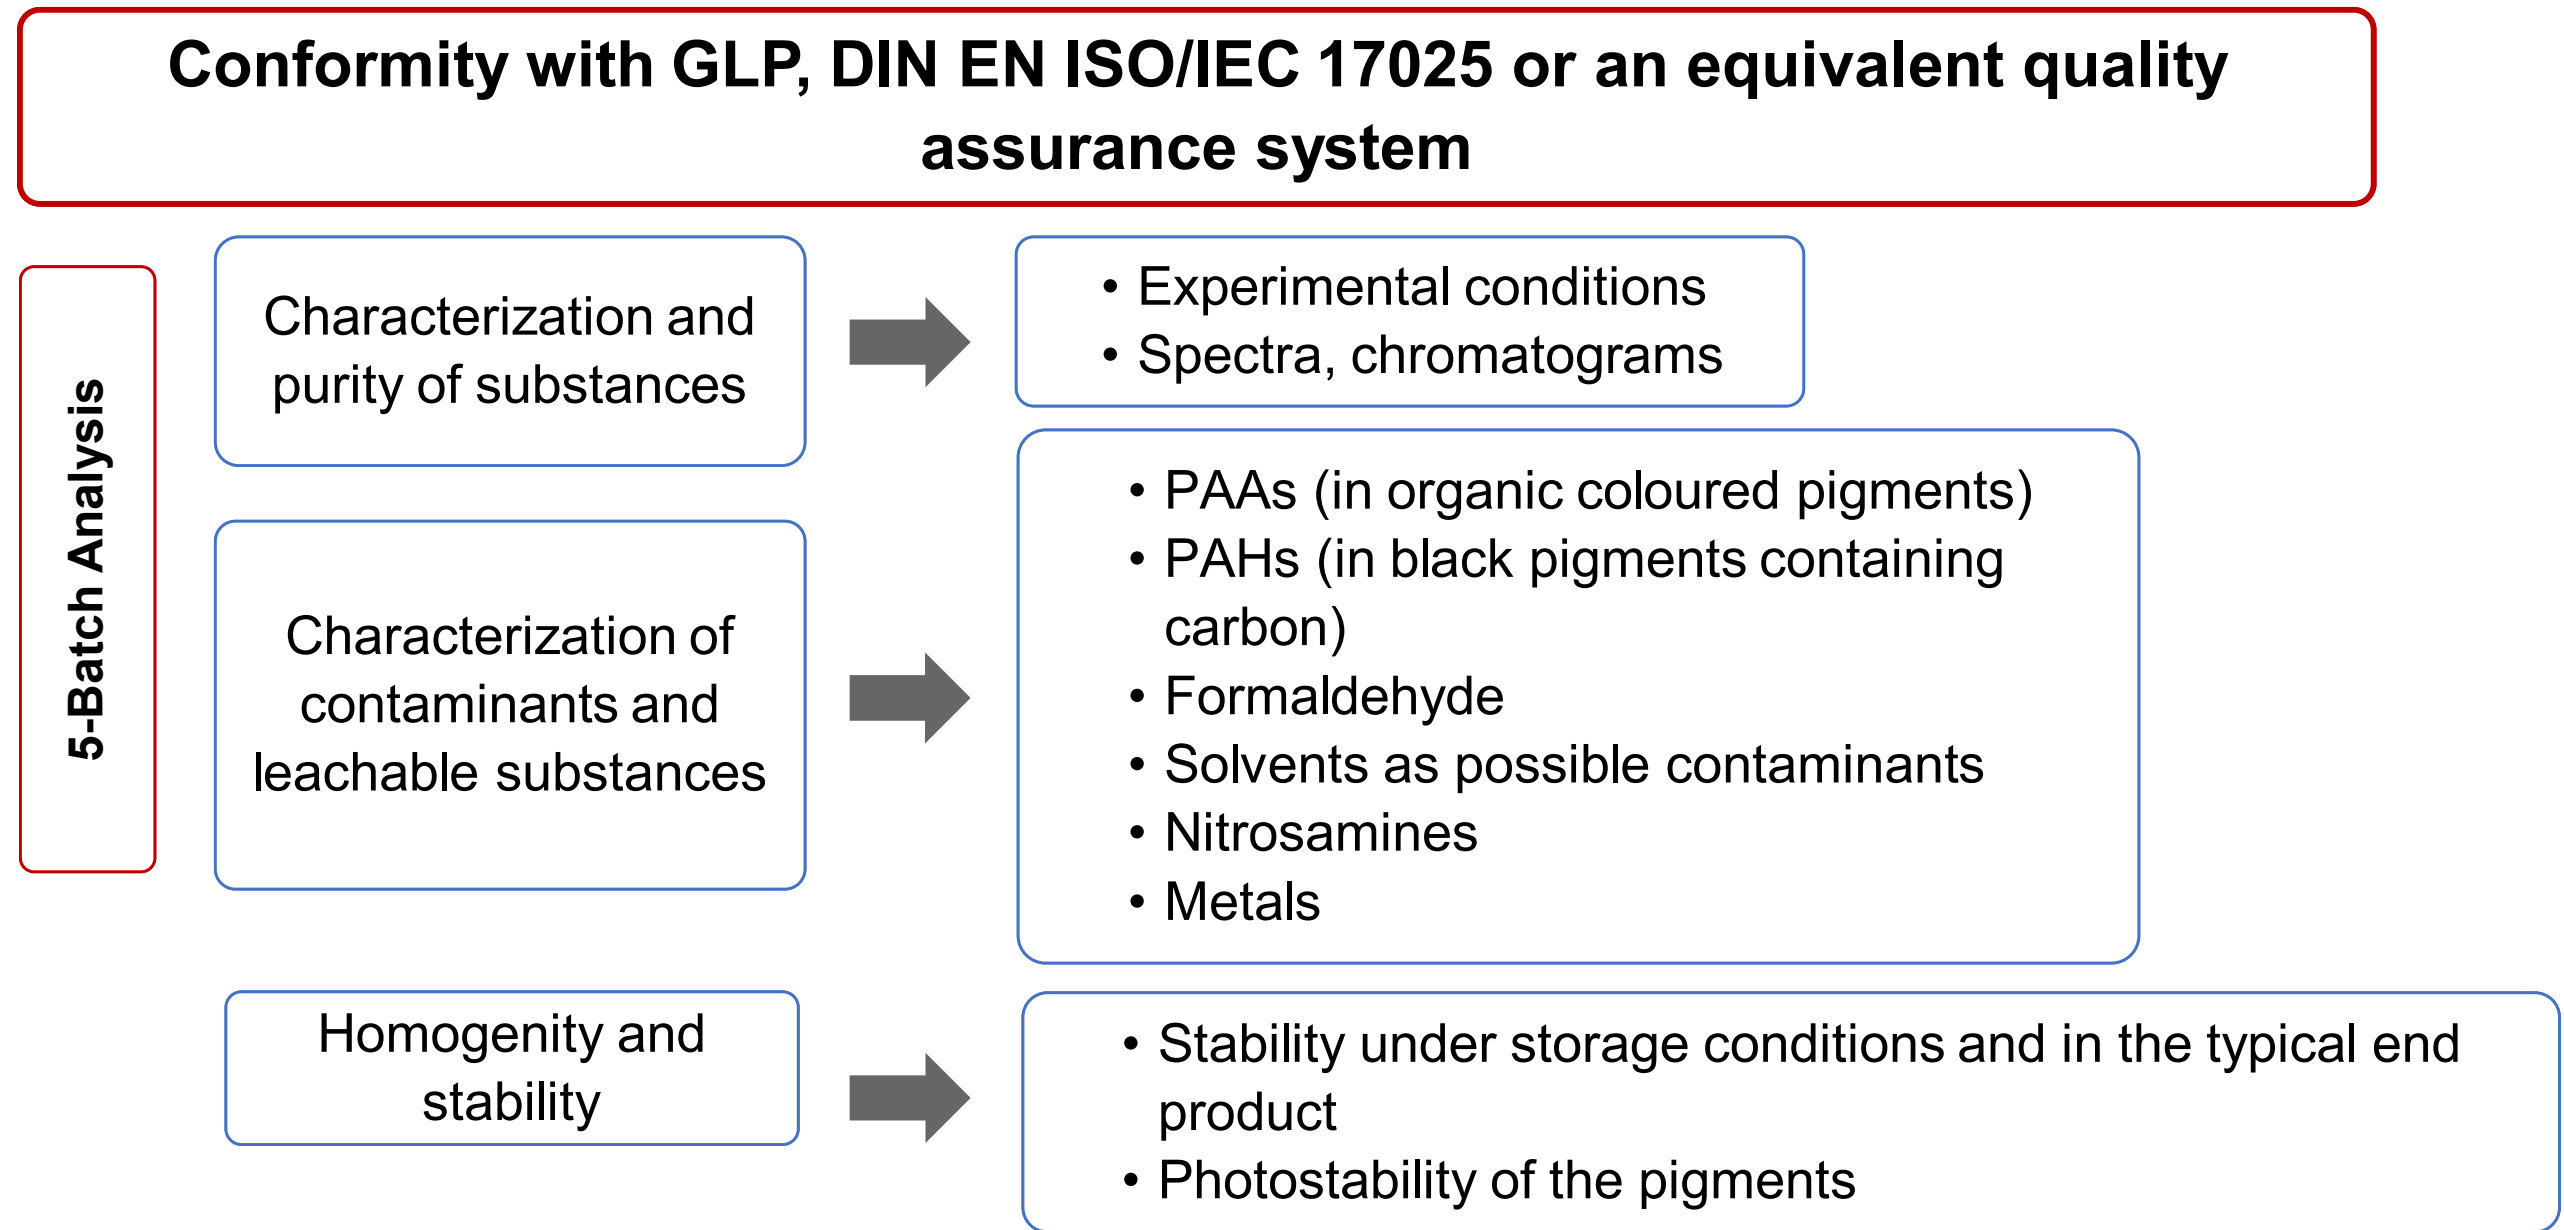 Conformity with GLP, DIN EN ISO/IEC 17025 or an equivalent quality
assurance system
5-Batch Analysis
Characterization and
purity of substances
• Experimental conditions
• Spectra, chromatograms
Characterization of
contaminants and
leachable substances
• PAAs (in organic coloured pigments)
• PAHs (in black pigments containing
carbon)
• Formaldehyde
• Solvents as possible contaminants
• Nitrosamines
• Metals
Homogenity and
stability
• Stability under storage conditions and in the typical end
product
• Photostability of the pigments